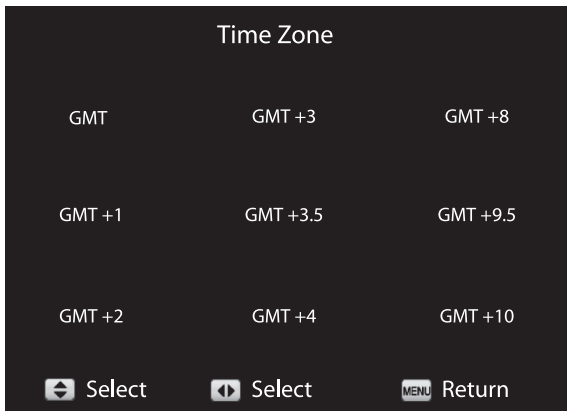 Time Zone
GMT GMT +3 GMT +8
GMT +1 GMT +3.5 GMT +9.5
GMT +2 GMT +4 GMT +10
Select Select MENU Return